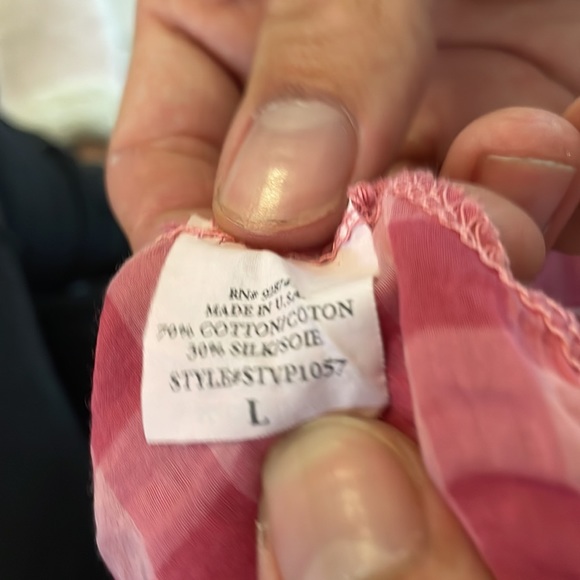 RN#
MADE IN U.S.A.
70% COTTON/COTON
30% SILK/SOIE
STYLE#STVP1057
L